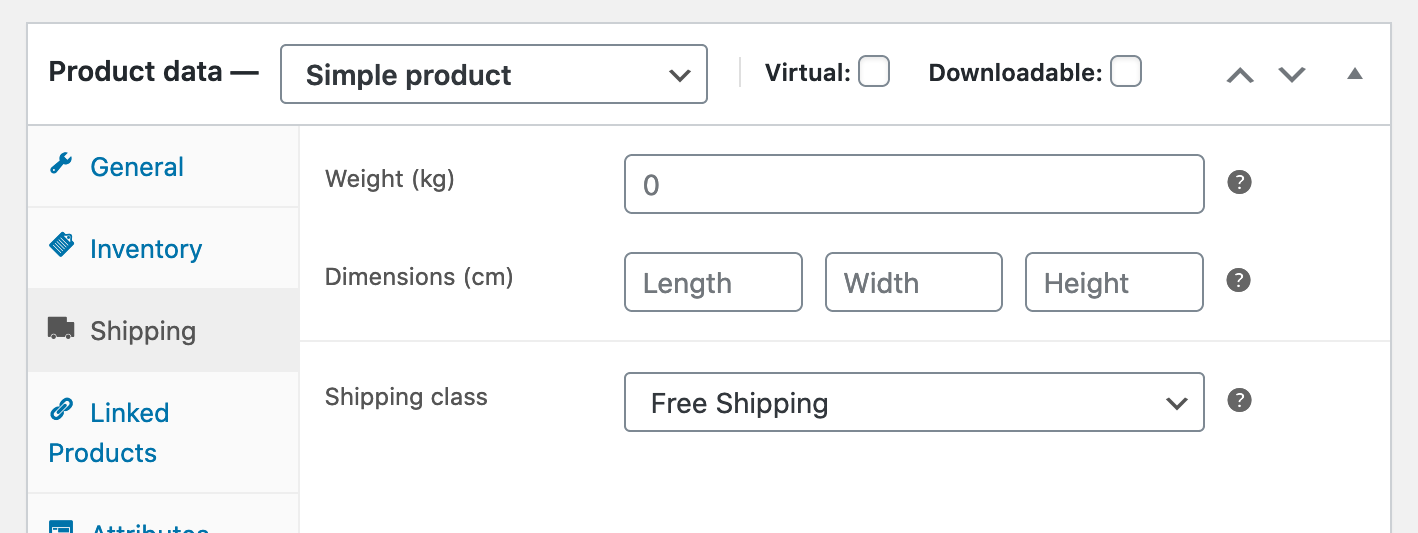 Product data — Simple product Virtual: Downloadable:
General
Inventory
Shipping
Linked
Products
Attributes
Weight (kg) 0 ?
Dimensions (cm) Length Width Height ?
Shipping class Free Shipping ?